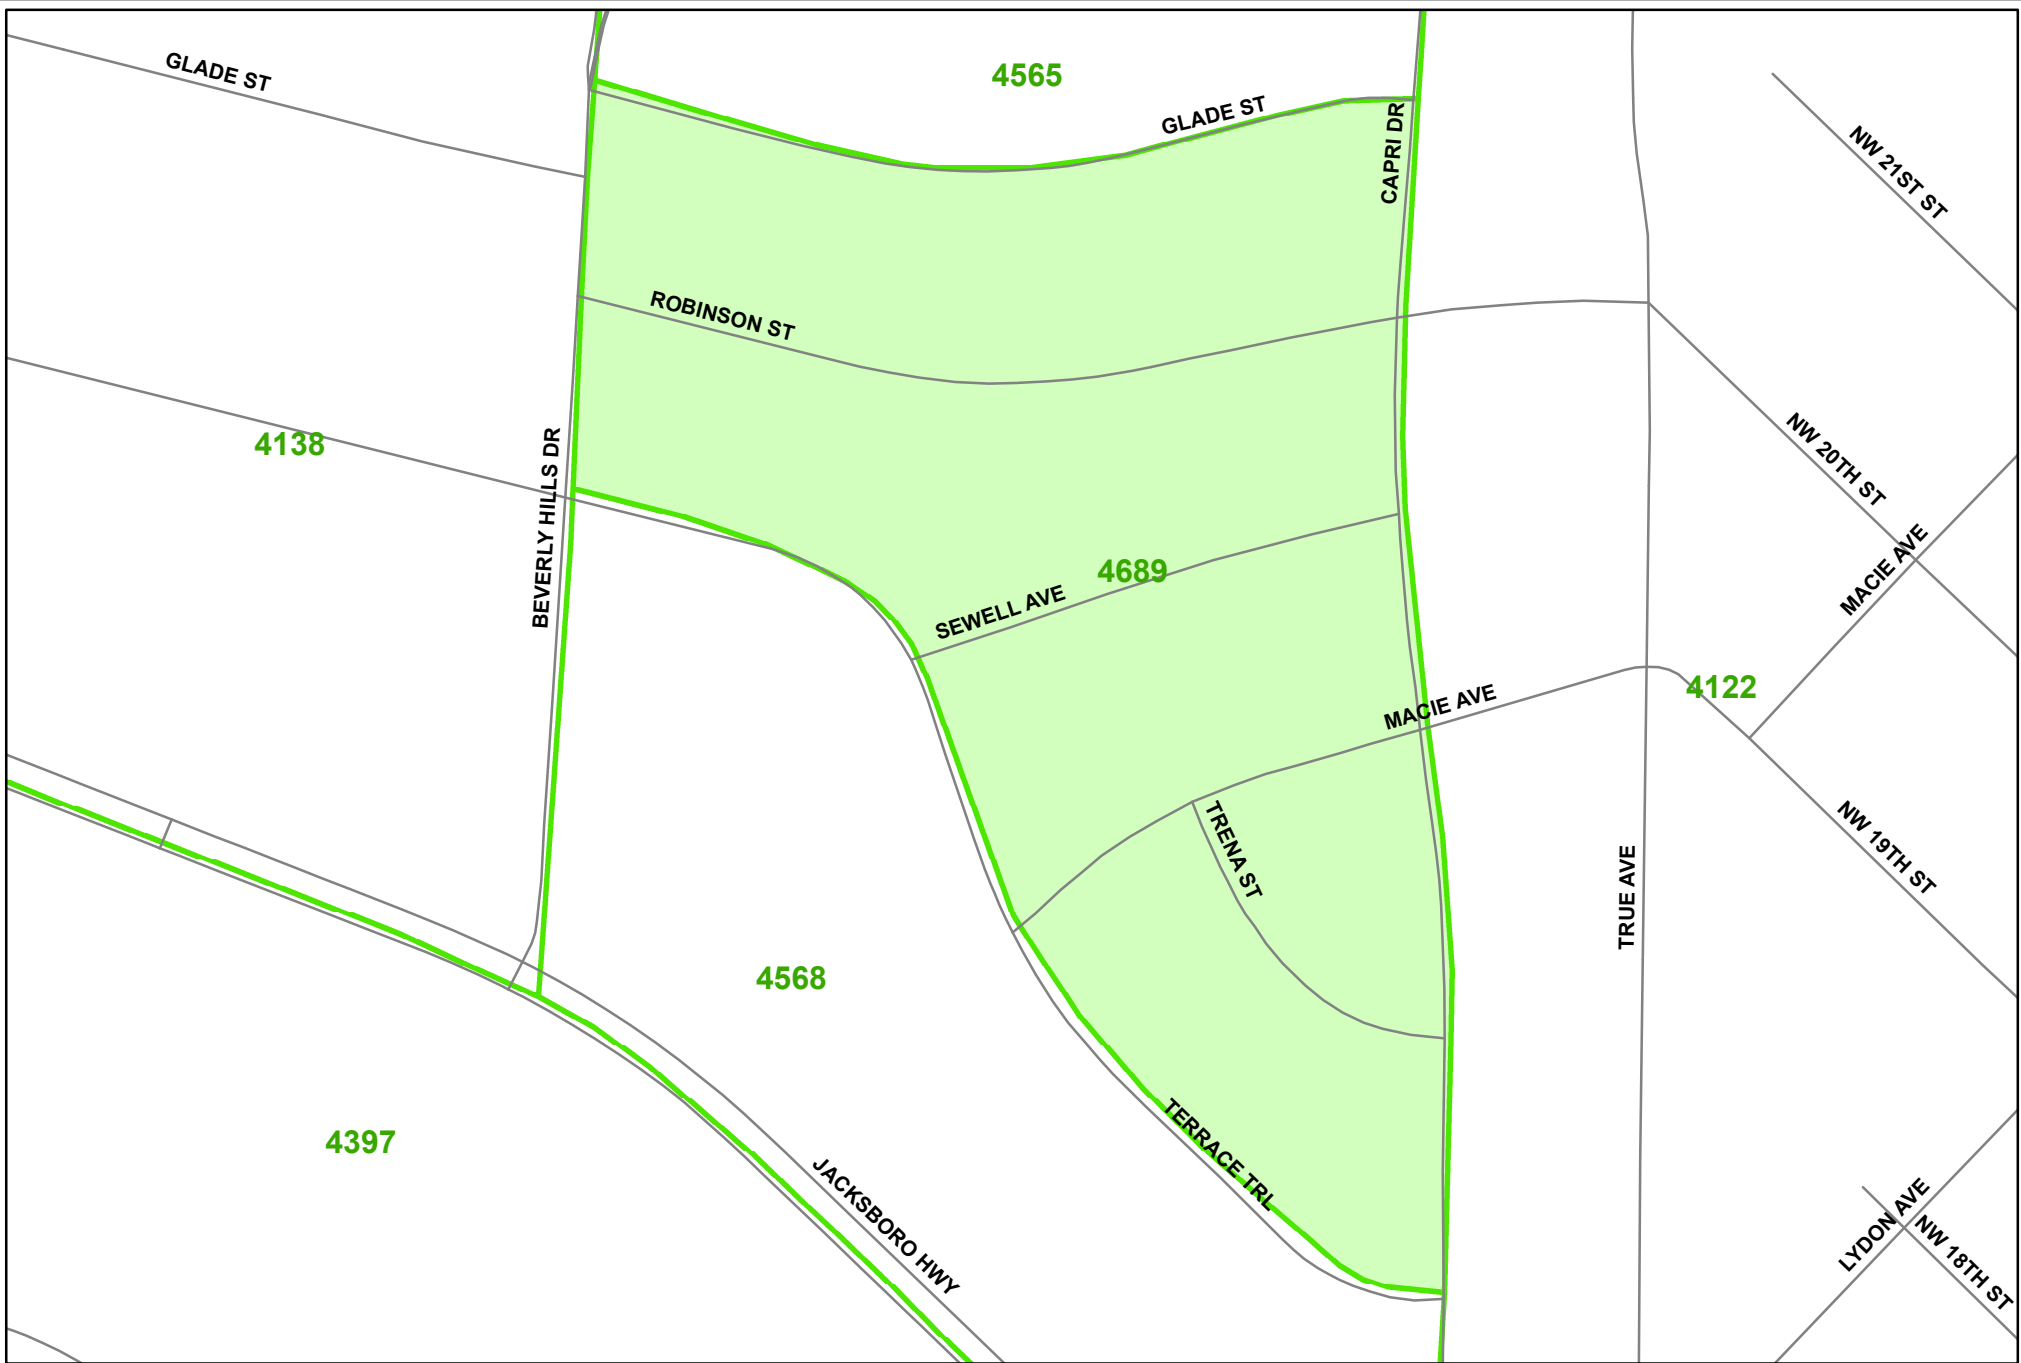 GLADE ST
4565
GLADE ST
CAPRI DR
NW 21ST ST
ROBINSON ST
4138
BEVERLY HILLS DR
NW 20TH ST
MACIE AVE
4689
SEWELL AVE
MACIE AVE
4122
TRENA ST
NW 19TH ST
TRUE AVE
4568
4397
TERRACE TRL
JACKSBORO HWY
LYDON AVE
NW 18TH ST